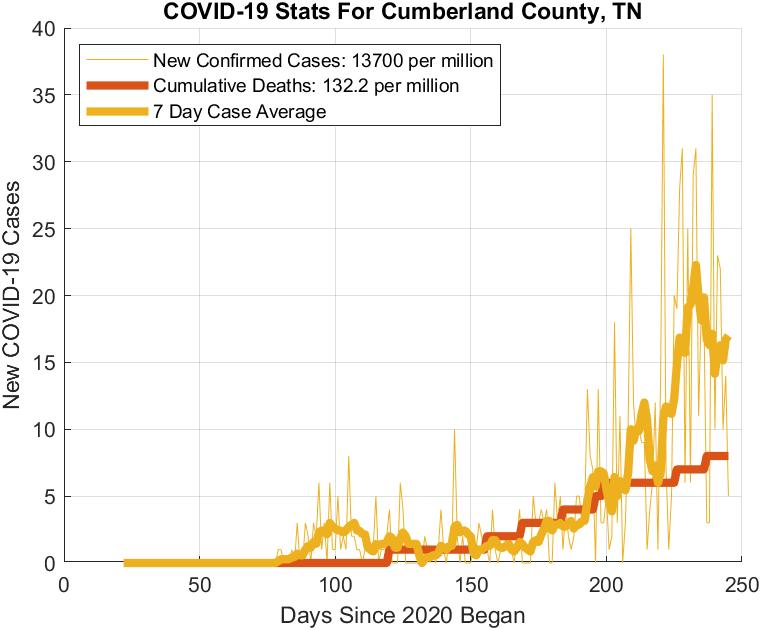 COVID-19 Stats For Cumberland County, TN
New Confirmed Cases: 13700 per million
Cumulative Deaths: 132.2 per million
7 Day Case Average
New COVID-19 Cases
40
35
30
25
20
15
10
5
0
0 50 100 150 200 250
Days Since 2020 Began